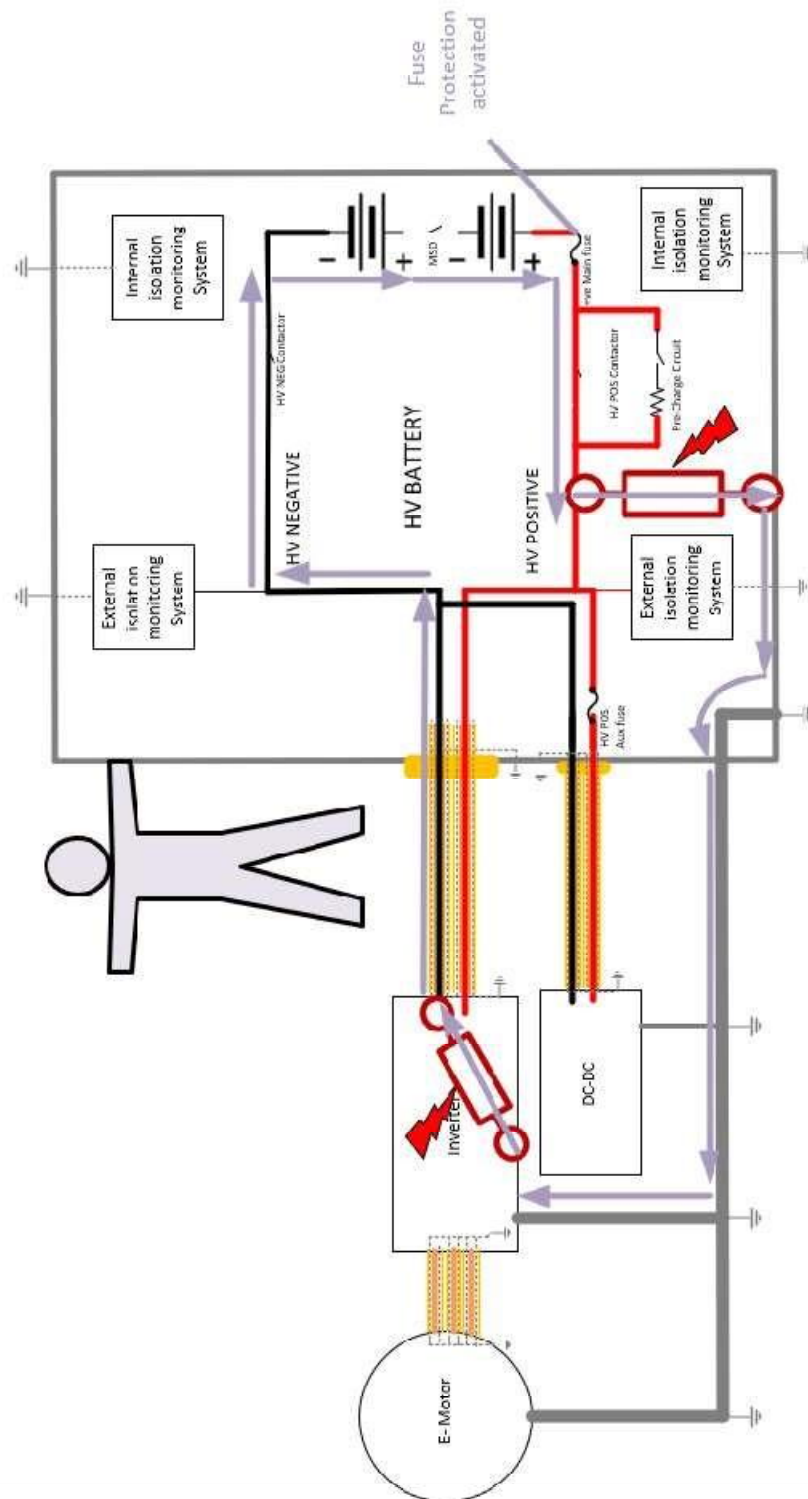 Fuse
Protection
activated
Internal
isolation
monitoring
System
Internal
isolation
monitoring
System
-
+
MSD
-
+
+ve Main fuse
HV NEG Contactor
HV POS Contactor
Pre-Charge Circuit
HV BATTERY
HV NEGATIVE
HV POSITIVE
External
isolation
monitoring
System
External
isolation
monitoring
System
HV POS
Aux fuse
Inverter
DC-DC
E-Motor